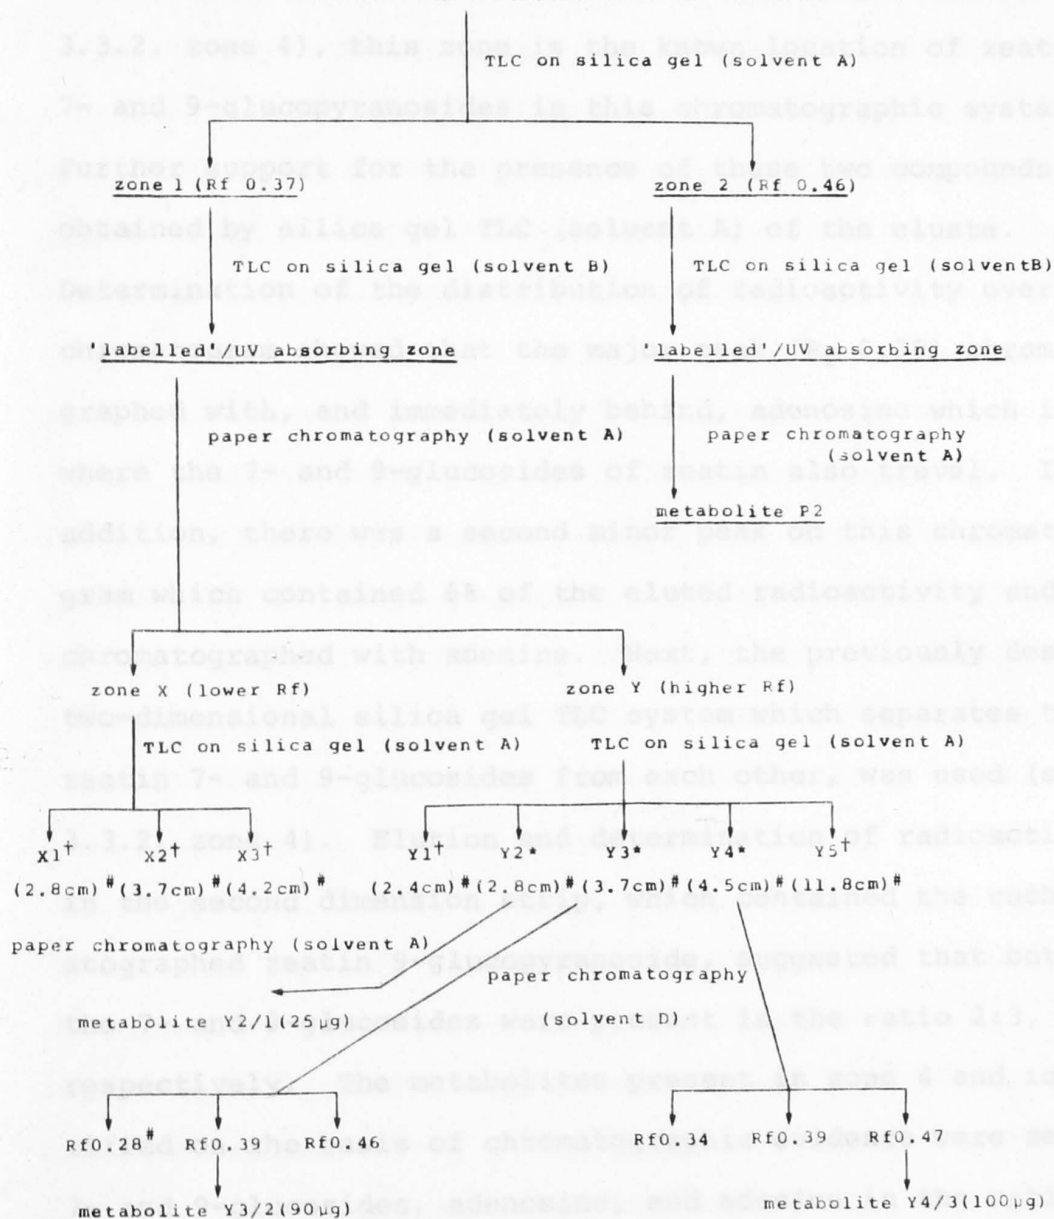 TLC on silica gel (solvent A)
zone 1 (Rf 0.37)
zone 2 (Rf 0.46)
TLC on silica gel (solvent B)
TLC on silica gel (solventB)
'labelled'/UV absorbing zone
'labelled'/UV absorbing zone
paper chromatography (solvent A)
paper chromatography
(solvent A)
metabolite P2
zone X (lower Rf)
zone Y (higher Rf)
TLC on silica gel (solvent A)
TLC on silica gel (solvent A)
X1† X2† X3†
Y1† Y2* Y3* Y4* Y5†
(2.8cm)# (3.7cm)# (4.2cm)#
(2.4cm)# (2.8cm)# (3.7cm)# (4.5cm)# (11.8cm)#
paper chromatography (solvent A)
paper chromatography
(solvent D)
metabolite Y2/1(25µg)
Rf0.28# Rf0.39 Rf0.46
Rf0.34 Rf0.39 Rf0.47
metabolite Y3/2(90µg)
metabolite Y4/3(100µg)
3.3.2. zone 4), this zone is the known location of zeat
7- and 9-glucopyranosides in this chromatographic system
Further support for the presence of these two compounds
obtained by silica gel TLC (solvent A) of the eluate.
Determination of the distribution of radioactivity over
that the major
graphed with, and immediately behind, adenosine which i
where the 7- and 9-glucosides of zeatin also travel.
addition, there was a second minor peak on this chromat
gram which contained 6% of the eluted radioactivity and
chromatographed with adenine. Next, the previously des
two-dimensional silica gel TLC system which separates
zeatin 7- and 9-glucosides from each other, was used
3.3.2. zone 4). Elution and determination of radioacti
in the second dimension strip, which contained the
atographed zeatin 9-glucopyranoside, suggested that
the 7- and 9-glucosides were present in the ratio 2:3,
respectively. The metabolites present in zone 4 and
on the basis of chromatographic evidence were
7- and 9-glucosides, adenosine, and adenine in the